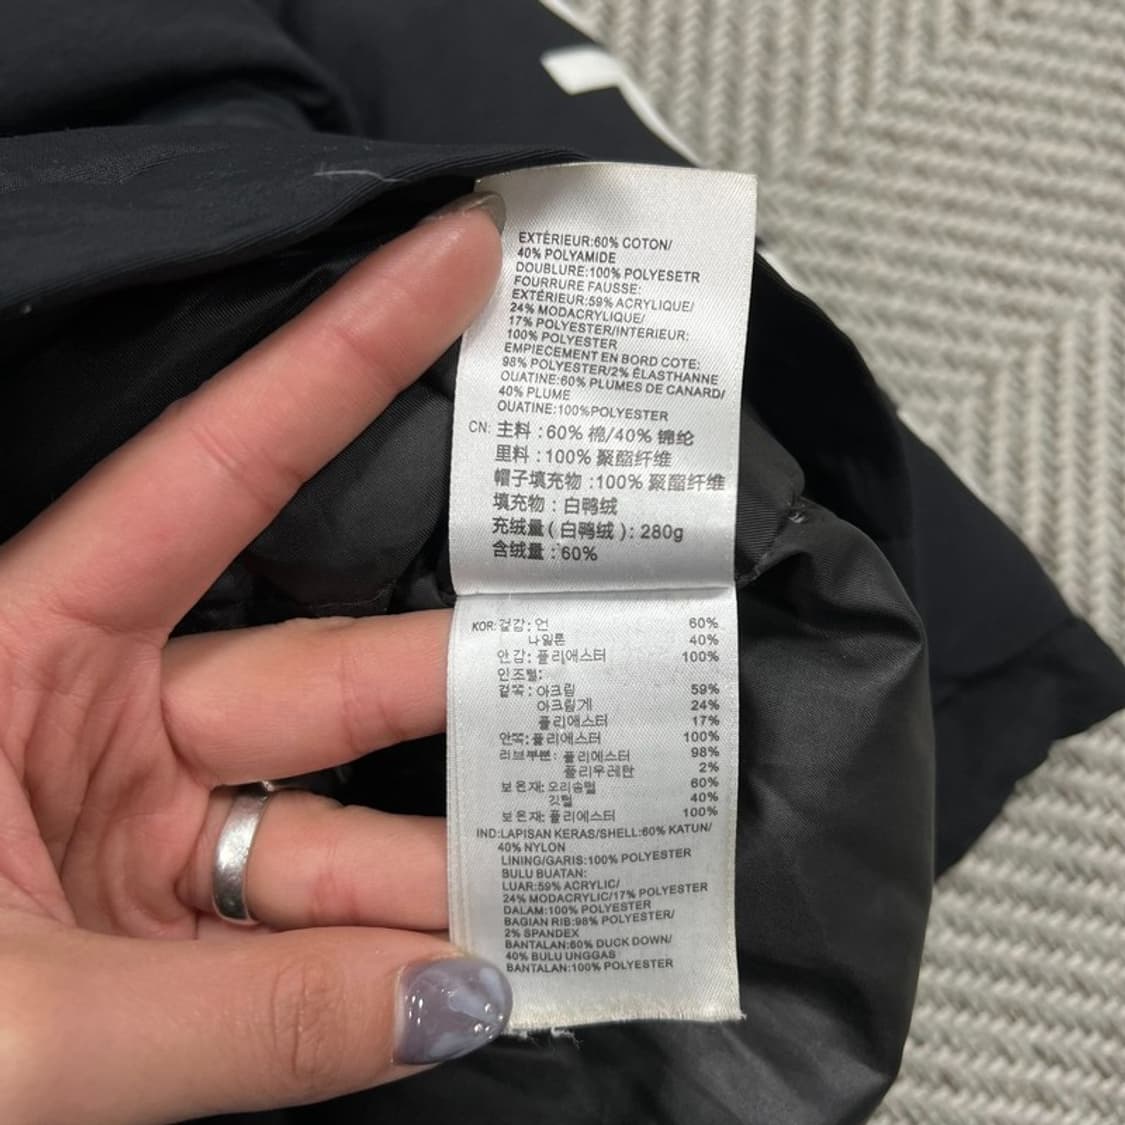 EXTÉRIEUR:60% COTON/
40% POLYAMIDE
DOUBLURE:100% POLYESETR
FOURRURE FAUSSE:
EXTÉRIEUR:59% ACRYLIQUE/
24% MODACRYLIQUE/
17% POLYESTER/INTERIEUR:
100% POLYESTER
EMPIECEMENT EN BORD COTE:
98% POLYESTER/2% ÉLASTHANNE
OUATINE:60% PLUMES DE CANARD/
40% PLUME
OUATINE:100%POLYESTER
CN: 主料：60% 棉/40% 锦纶
里料：100% 聚酯纤维
帽子填充物：100% 聚酯纤维
填充物：白鸭绒
充绒量(白鸭绒)：280g
含绒量：60%
KOR: 겉감: 언 60%
나일론 40%
안감: 폴리애스터 100%
인조털:
겉쪽: 아크릴 59%
아크릴게 24%
폴리애스터 17%
안쪽: 폴리에스터 100%
리브부분: 폴리에스터 98%
폴리우레탄 2%
보온재: 오리솜털 60%
깃털 40%
보온재: 폴리에스터 100%
IND:LAPISAN KERAS/SHELL:60% KATUN/
40% NYLON
LINING/GARIS:100% POLYESTER
BULU BUATAN:
LUAR:59% ACRYLIC/
24% MODACRYLIC/17% POLYESTER
DALAM:100% POLYESTER
BAGIAN RIB:98% POLYESTER/
2% SPANDEX
BANTALAN:60% DUCK DOWN/
40% BULU UNGGAS
BANTALAN:100% POLYESTER